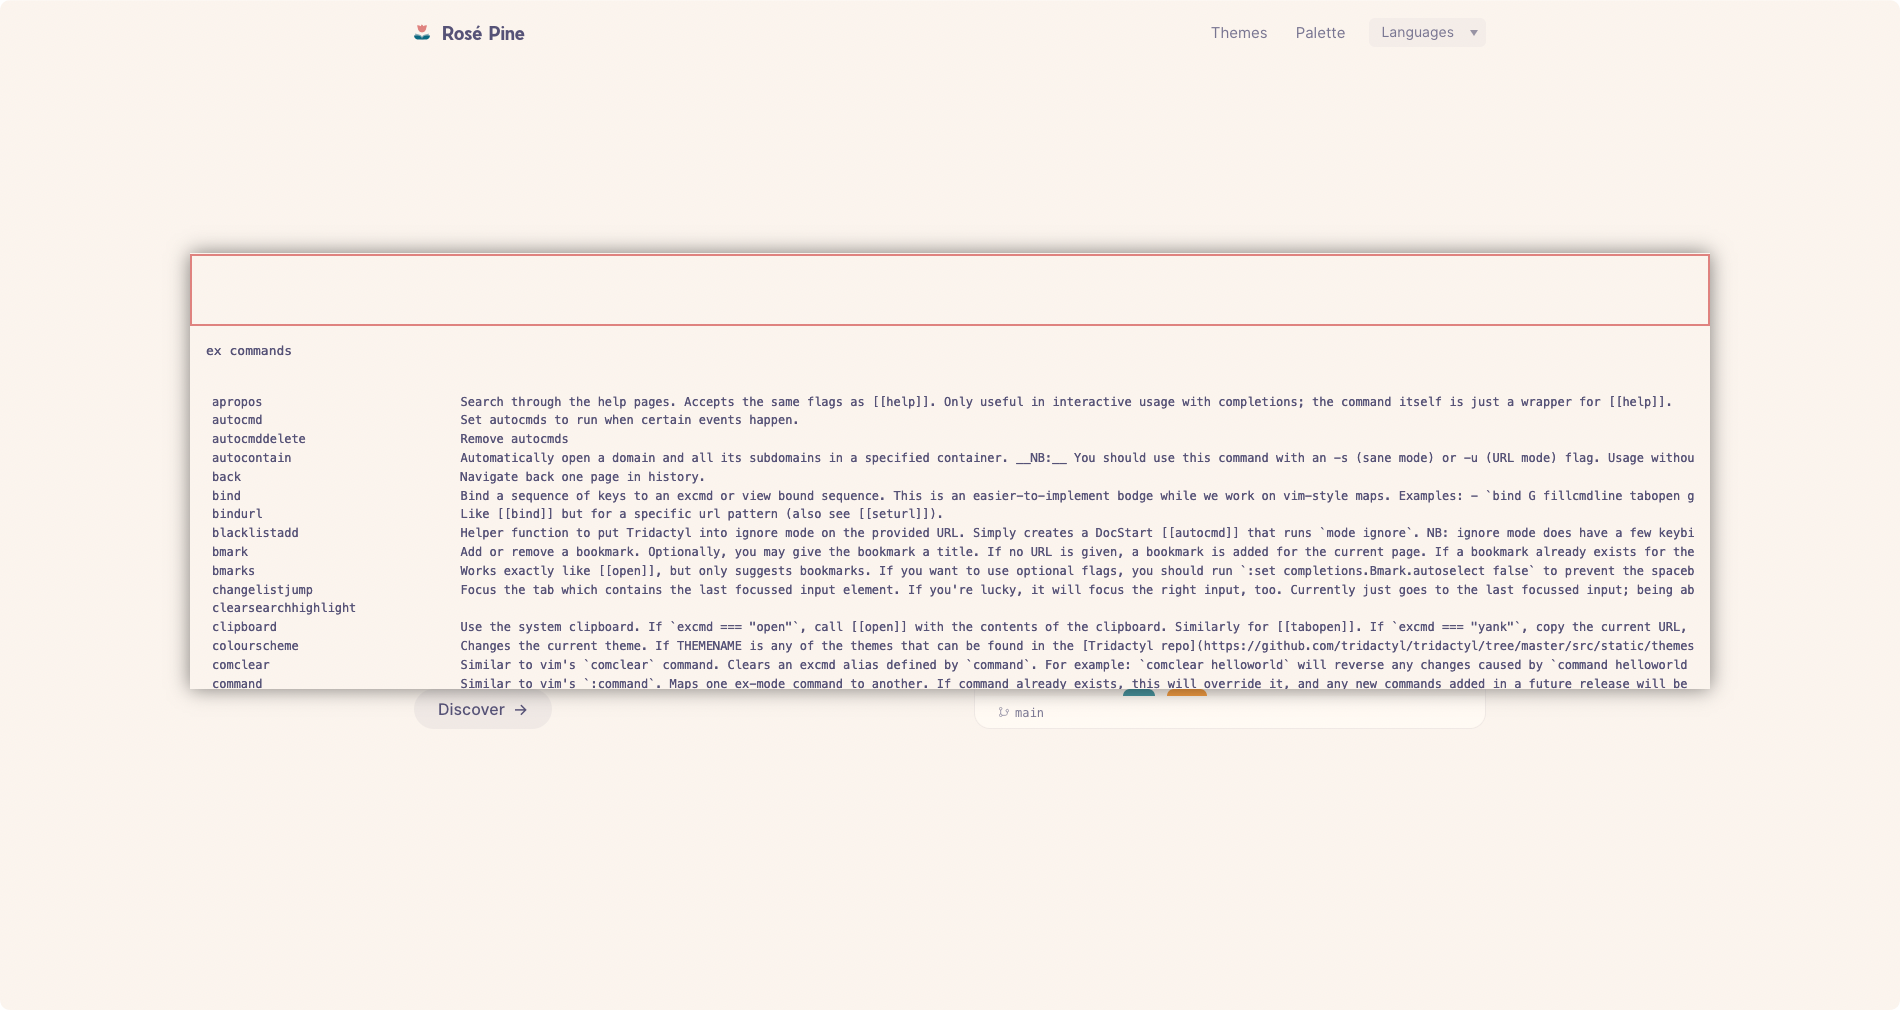 Rosé Pine
Themes Palette Languages ▼
ex commands
apropos Search through the help pages. Accepts the same flags as [[help]]. Only useful in interactive usage with completions; the command itself is just a wrapper for [[help]].
autocmd Set autocmds to run when certain events happen.
autocmddelete Remove autocmds
autocontain Automatically open a domain and all its subdomains in a specified container. __NB:__ You should use this command with an -s (sane mode) or -u (URL mode) flag. Usage withou
back Navigate back one page in history.
bind Bind a sequence of keys to an excmd or view bound sequence. This is an easier-to-implement bodge while we work on vim-style maps. Examples: - `bind G fillcmdline tabopen g
bindurl Like [[bind]] but for a specific url pattern (also see [[seturl]]).
blacklistadd Helper function to put Tridactyl into ignore mode on the provided URL. Simply creates a DocStart [[autocmd]] that runs `mode ignore`. NB: ignore mode does have a few keybi
bmark Add or remove a bookmark. Optionally, you may give the bookmark a title. If no URL is given, a bookmark is added for the current page. If a bookmark already exists for the
bmarks Works exactly like [[open]], but only suggests bookmarks. If you want to use optional flags, you should run `:set completions.Bmark.autoselect false` to prevent the spaceb
changelistjump Focus the tab which contains the last focussed input element. If you're lucky, it will focus the right input, too. Currently just goes to the last focussed input; being ab
clearsearchhighlight
clipboard Use the system clipboard. If `excmd === "open"`, call [[open]] with the contents of the clipboard. Similarly for [[tabopen]]. If `excmd === "yank"`, copy the current URL,
colourscheme Changes the current theme. If THEMENAME is any of the themes that can be found in the [Tridactyl repo](https://github.com/tridactyl/tridactyl/tree/master/src/static/themes
comclear Similar to vim's `comclear` command. Clears an excmd alias defined by `command`. For example: `comclear helloworld` will reverse any changes caused by `command helloworld
command Similar to vim's `:command`. Maps one ex-mode command to another. If command already exists, this will override it, and any new commands added in a future release will be
Discover →
main